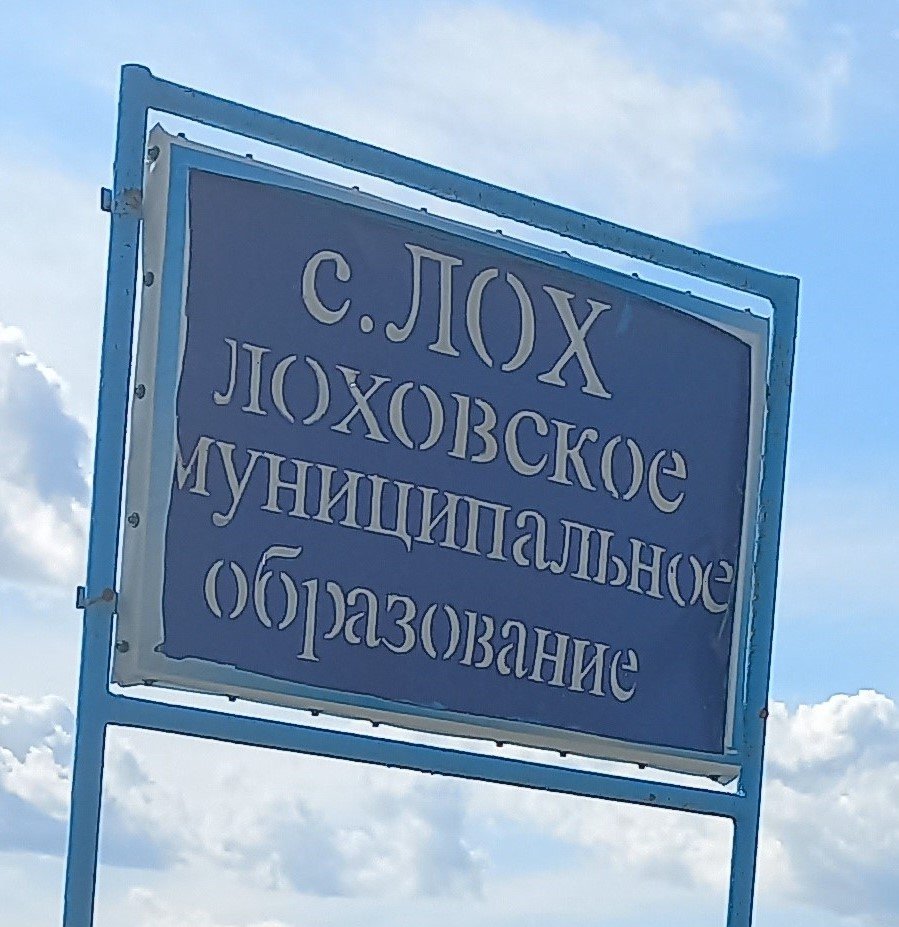 с. ЛОХ
ЛОХОВСКОЕ
муниципальное
образование